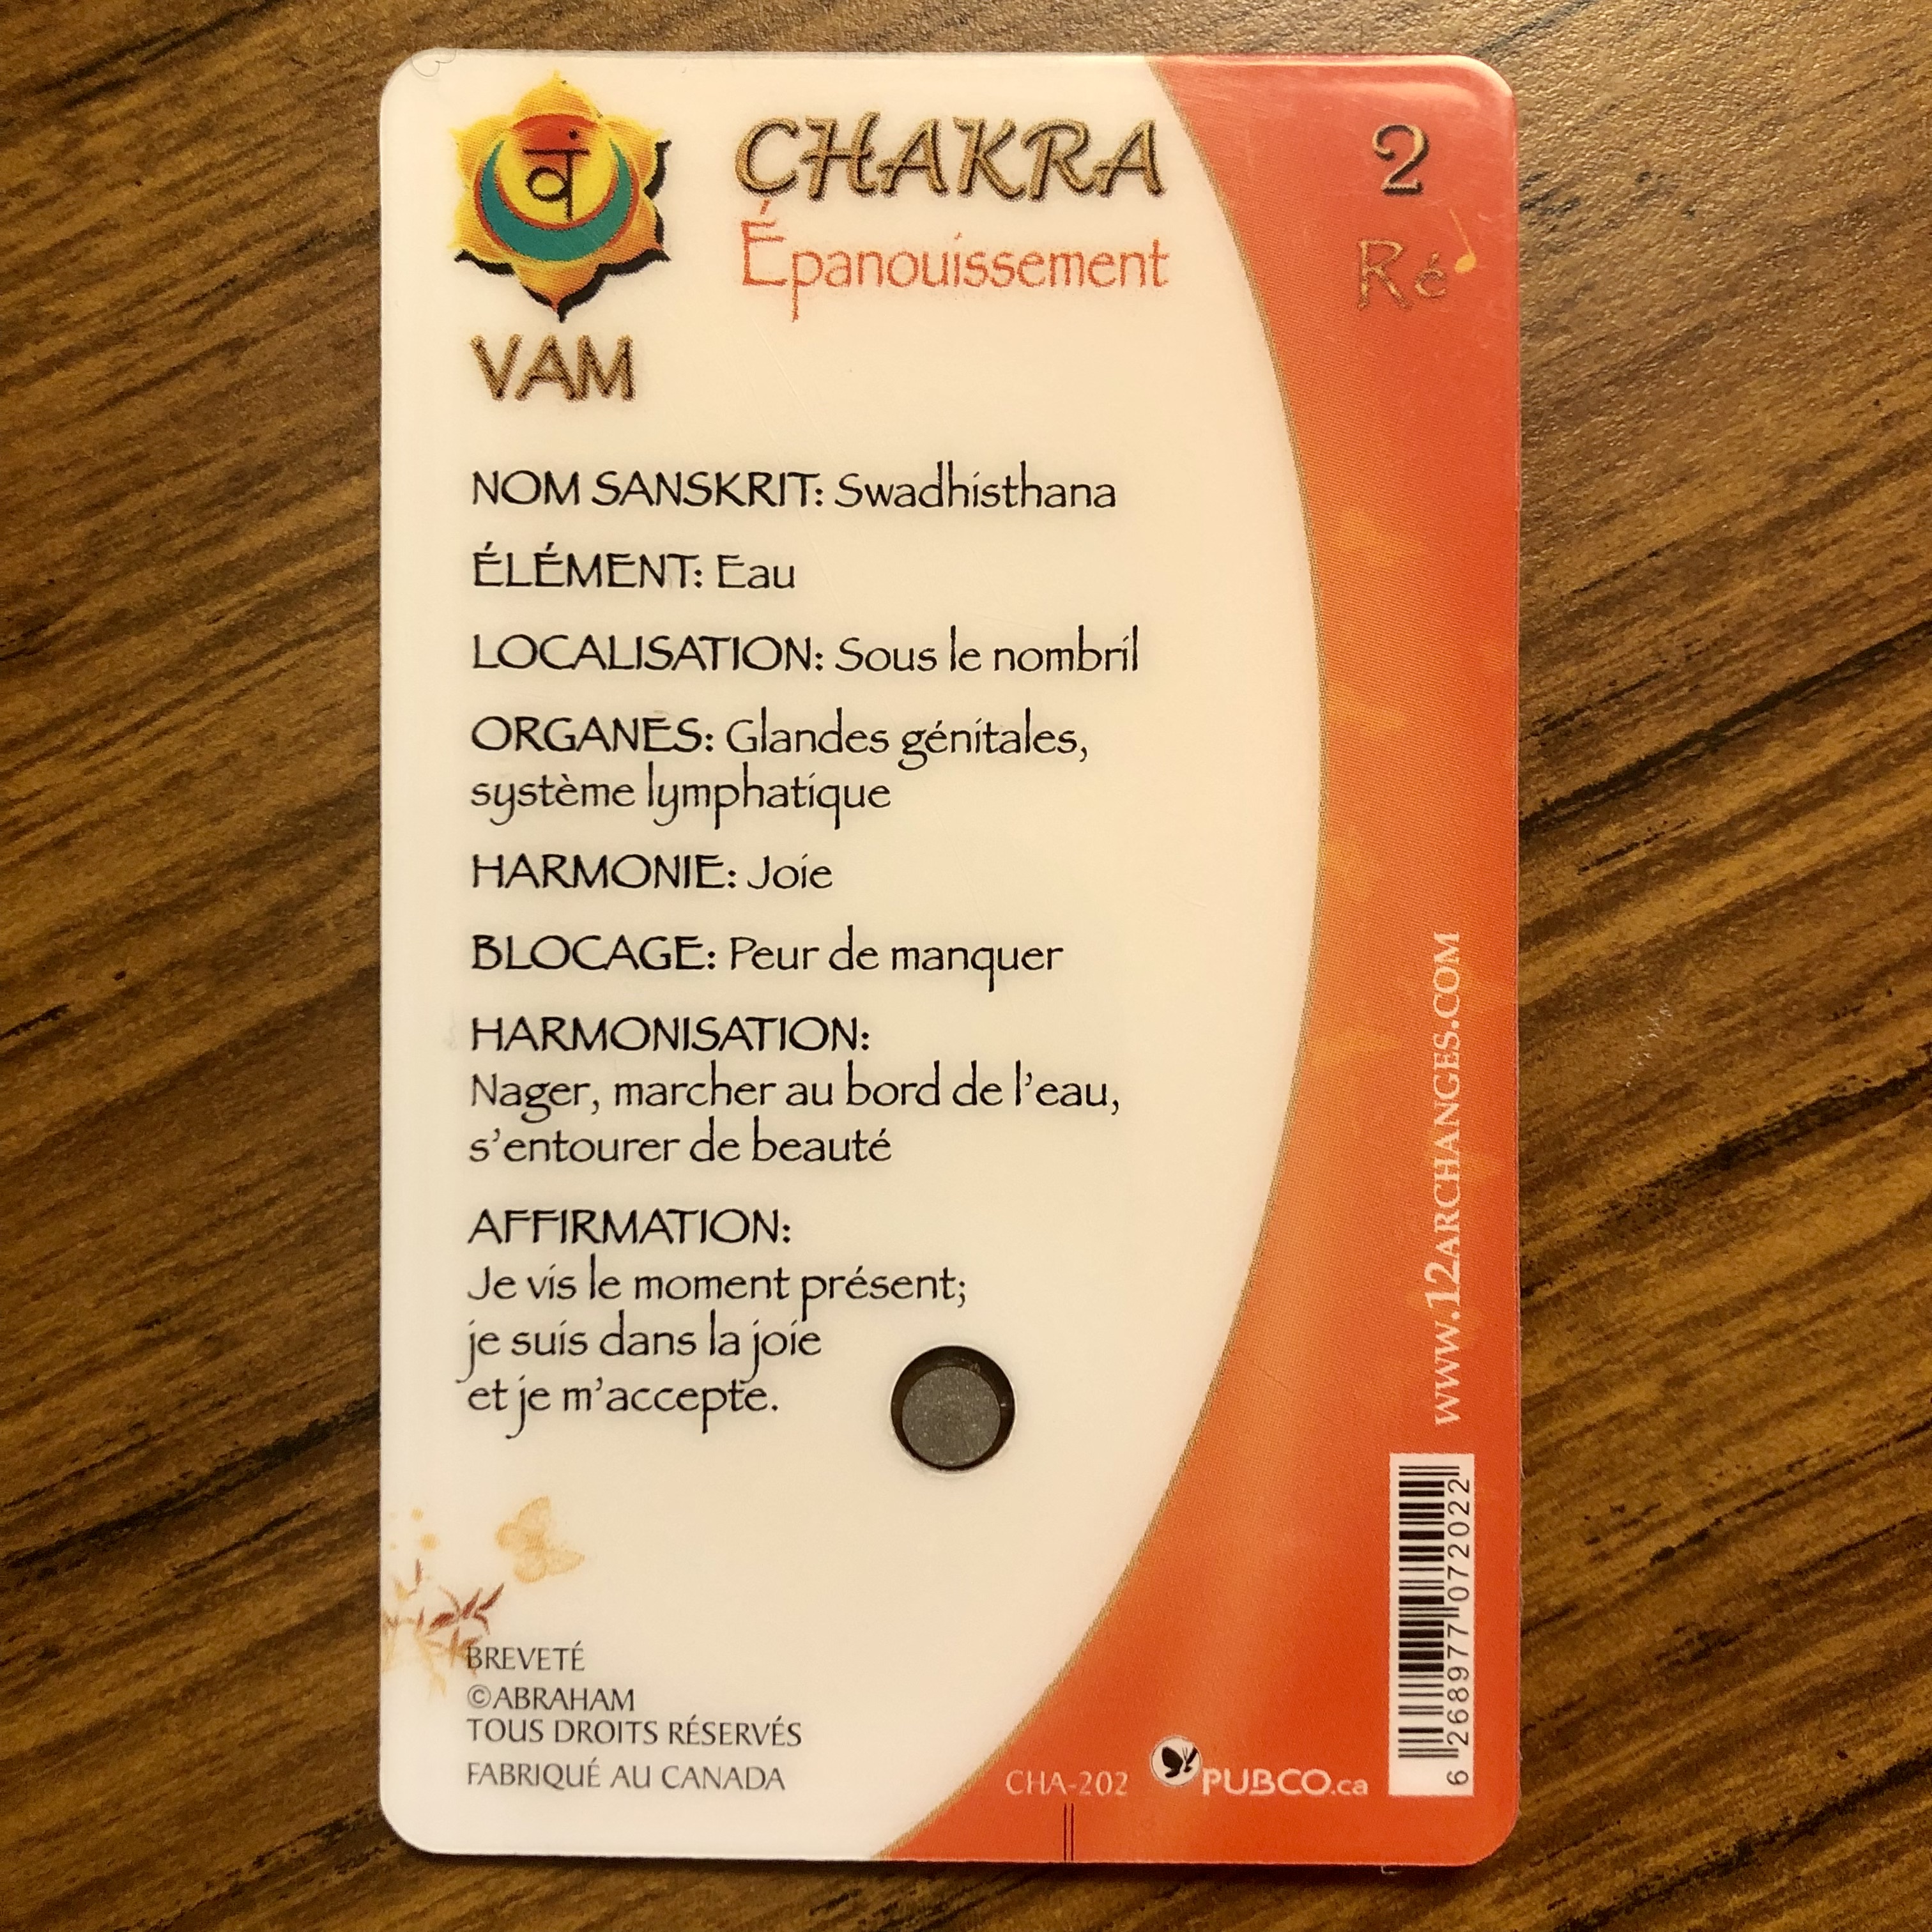 वं
CHAKRA
2
Épanouissement
Ré
VAM
NOM SANSKRIT: Swadhisthana
ÉLÉMENT: Eau
LOCALISATION: Sous le nombril
ORGANES: Glandes génitales,
système lymphatique
HARMONIE: Joie
BLOCAGE: Peur de manquer
HARMONISATION:
Nager, marcher au bord de l'eau,
s'entourer de beauté
AFFIRMATION:
Je vis le moment présent;
je suis dans la joie
et je m'accepte.
BREVETÉ
©ABRAHAM
TOUS DROITS RÉSERVÉS
FABRIQUÉ AU CANADA
CHA-202
PUBCO.ca
WWW.12ARCHANGES.COM
6 26897707202 2